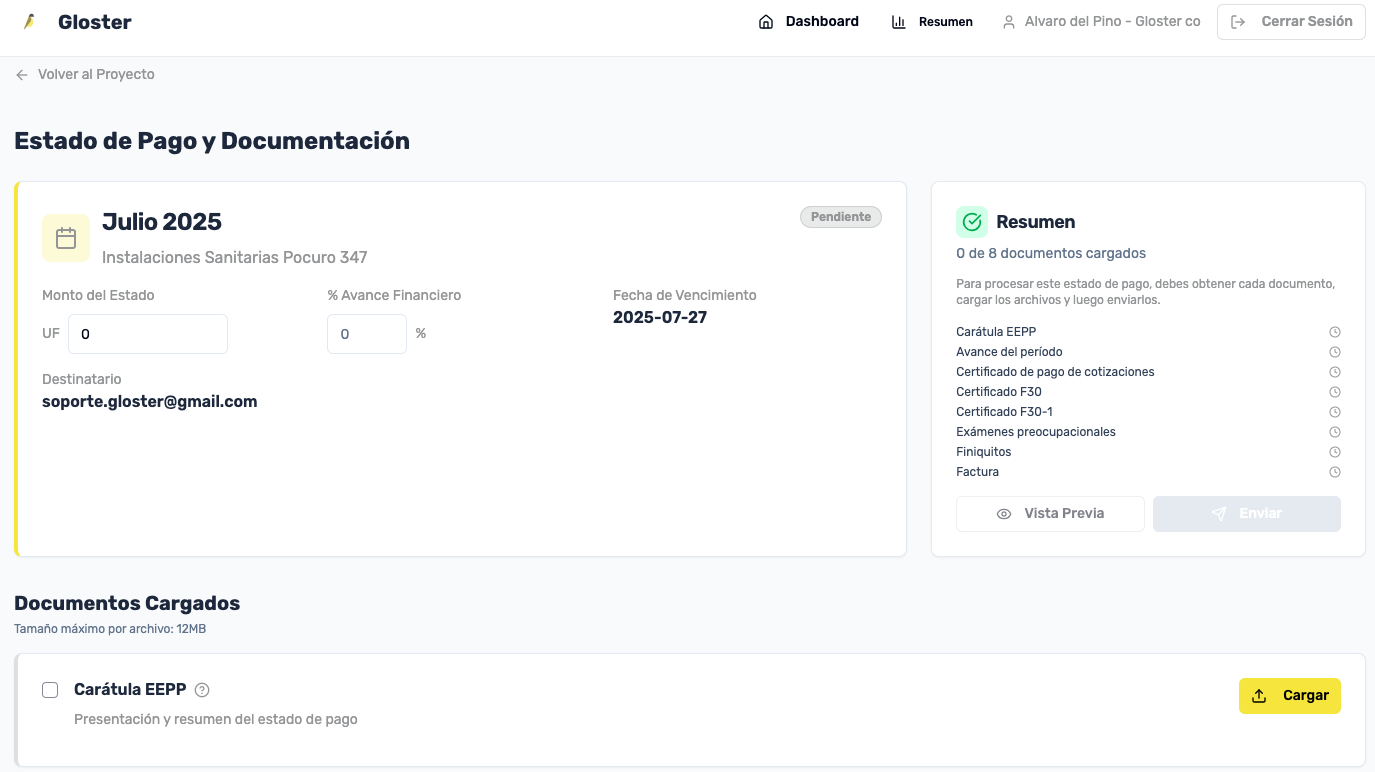 Gloster
Dashboard
Resumen
Alvaro del Pino - Gloster co
Cerrar Sesión
Volver al Proyecto
Estado de Pago y Documentación
Julio 2025
Pendiente
Instalaciones Sanitarias Pocuro 347
Monto del Estado
UF 0
% Avance Financiero
0 %
Fecha de Vencimiento
2025-07-27
Destinatario
soporte.gloster@gmail.com
Resumen
0 de 8 documentos cargados
Para procesar este estado de pago, debes obtener cada documento,
cargar los archivos y luego enviarlos.
Carátula EEPP
Avance del período
Certificado de pago de cotizaciones
Certificado F30
Certificado F30-1
Exámenes preocupacionales
Finiquitos
Factura
Vista Previa
Enviar
Documentos Cargados
Tamaño máximo por archivo: 12MB
Carátula EEPP
Presentación y resumen del estado de pago
Cargar